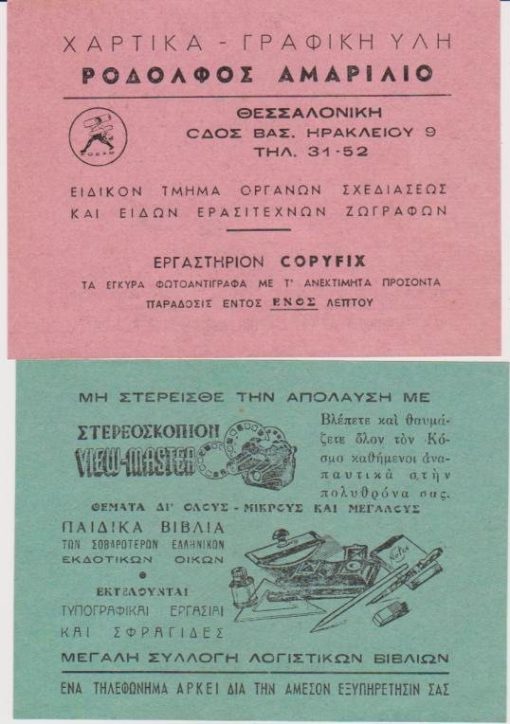 ΧΑΡΤΙΚΑ - ΓΡΑΦΙΚΗ ΥΛΗ
ΡΟΔΟΛΦΟΣ ΑΜΑΡΙΛΙΟ
ΘΕΣΣΑΛΟΝΙΚΗ
ΟΔΟΣ ΒΑΣ. ΗΡΑΚΛΕΙΟΥ 9
ΤΗΛ. 31-52
ΕΙΔΙΚΟΝ ΤΜΗΜΑ ΟΡΓΑΝΩΝ ΣΧΕΔΙΑΣΕΩΣ
ΚΑΙ ΕΙΔΩΝ ΕΡΑΣΙΤΕΧΝΩΝ ΖΩΓΡΑΦΩΝ
ΕΡΓΑΣΤΗΡΙΟΝ COPYFIX
ΤΑ ΕΓΚΥΡΑ ΦΩΤΟΑΝΤΙΓΡΑΦΑ ΜΕ Τ' ΑΝΕΚΤΙΜΗΤΑ ΠΡΟΣΟΝΤΑ
ΠΑΡΑΔΟΣΙΣ ΕΝΤΟΣ ΕΝΟΣ ΛΕΠΤΟΥ
ΜΗ ΣΤΕΡΕΙΣΘΕ ΤΗΝ ΑΠΟΛΑΥΣΗ ΜΕ
ΣΤΕΡΕΟΣΚΟΠΙΟΝ
VIEW-MASTER
Βλέπετε καὶ θαυμά-
ζετε ὅλον τὸν Κό-
σμο καθήμενοι ἀνα-
παυτικὰ στὴν
πολυθρόνα σας.
ΘΕΜΑΤΑ ΔΙ' ΟΛΟΥΣ - ΜΙΚΡΟΥΣ ΚΑΙ ΜΕΓΑΛΟΥΣ
ΠΑΙΔΙΚΑ ΒΙΒΛΙΑ
ΤΩΝ ΣΟΒΑΡΟΤΕΡΩΝ ΕΛΛΗΝΙΚΩΝ
ΕΚΔΟΤΙΚΩΝ ΟΙΚΩΝ
ΕΚΤΕΛΟΥΝΤΑΙ
ΤΥΠΟΓΡΑΦΙΚΑΙ ΕΡΓΑΣΙΑΙ
ΚΑΙ ΣΦΡΑΓΙΔΕΣ
ΜΕΓΑΛΗ ΣΥΛΛΟΓΗ ΛΟΓΙΣΤΙΚΩΝ ΒΙΒΛΙΩΝ
ΕΝΑ ΤΗΛΕΦΩΝΗΜΑ ΑΡΚΕΙ ΔΙΑ ΤΗΝ ΑΜΕΣΟΝ ΕΞΥΠΗΡΕΤΗΣΙΝ ΣΑΣ